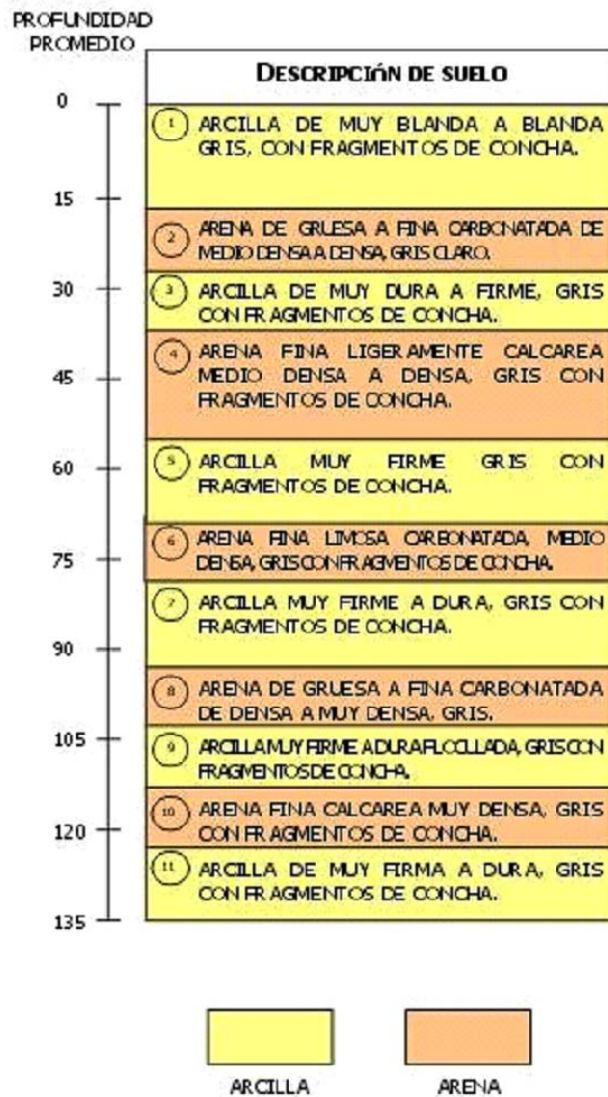 PROFUNDIDAD
PROMEDIO
DESCRIPCIÓN DE SUELO
0
1 ARCILLA DE MUY BLANDA A BLANDA
GRIS, CON FRAGMENTOS DE CONCHA.
15
2 ARENA DE GRUESA A FINA CARBONATADA DE
MEDIO DENSA A DENSA, GRIS CLARO.
30
3 ARCILLA DE MUY DURA A FIRME, GRIS
CON FRAGMENTOS DE CONCHA.
4 ARENA FINA LIGERAMENTE CALCAREA
45
MEDIO DENSA A DENSA, GRIS CON
FRAGMENTOS DE CONCHA.
60
5 ARCILLA MUY FIRME GRIS CON
FRAGMENTOS DE CONCHA.
6 ARENA FINA LIMOSA CARBONATADA, MEDIO
75
DENSA, GRIS CON FRAGMENTOS DE CONCHA.
7 ARCILLA MUY FIRME A DURA, GRIS CON
FRAGMENTOS DE CONCHA.
90
8 ARENA DE GRUESA A FINA CARBONATADA
DE DENSA A MUY DENSA, GRIS.
105
9 ARCILLA MUY FIRME A DURA FLOCULLADA, GRIS CON
FRAGMENTOS DE CONCHA.
10 ARENA FINA CALCAREA MUY DENSA, GRIS
120
CON FRAGMENTOS DE CONCHA.
11 ARCILLA DE MUY FIRMA A DURA, GRIS
CON FRAGMENTOS DE CONCHA.
135
ARCILLA
ARENA